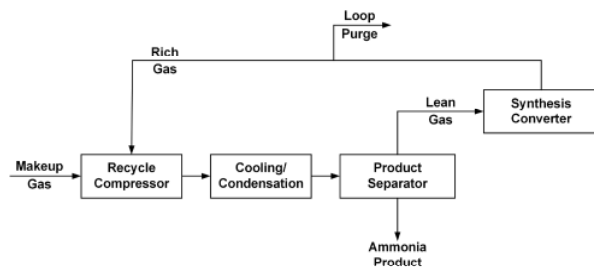 Loop
Purge
Rich
Gas
Lean
Gas
Synthesis
Converter
Makeup
Gas
Recycle
Compressor
Cooling/
Condensation
Product
Separator
Ammonia
Product